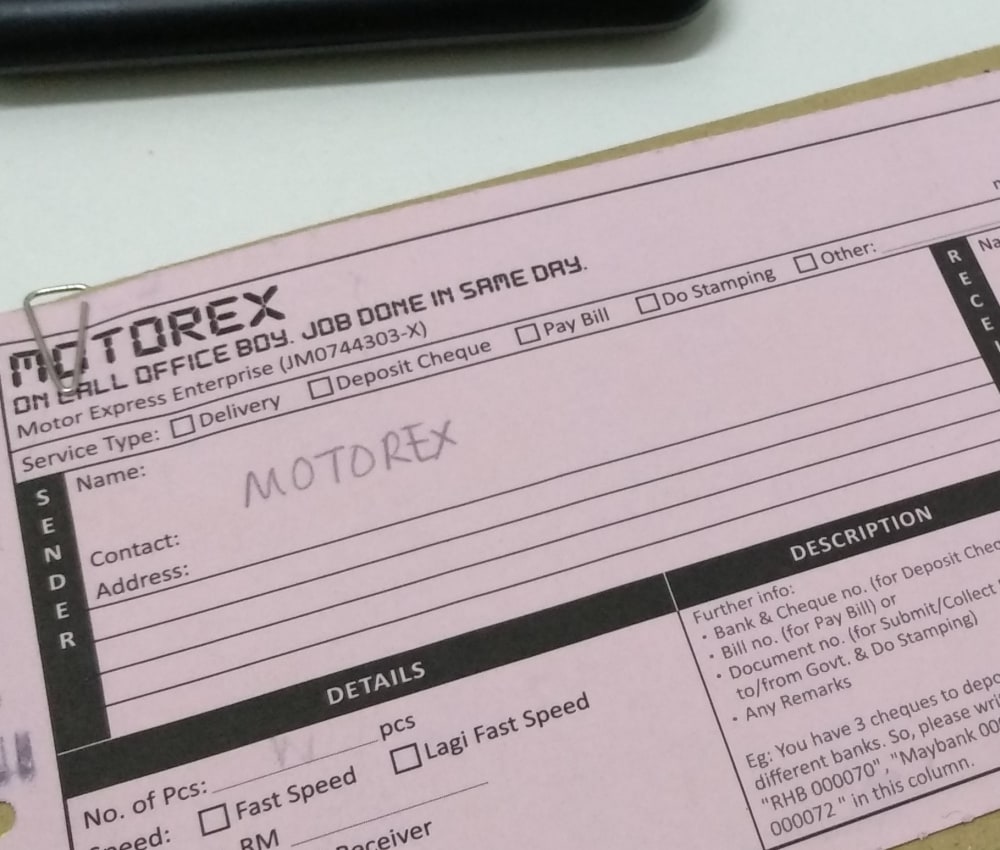 MOTOREX
ON CALL OFFICE BOY. JOB DONE IN SAME DAY.
Motor Express Enterprise (JM0744303-X)
Service Type: Delivery Deposit Cheque Pay Bill Do Stamping Other:
SENDER
Name: MOTOREX
Contact:
Address:
RECE
Na
DETAILS
No. of Pcs: pcs
peed: Fast Speed Lagi Fast Speed
RM
Receiver
DESCRIPTION
Further info:
• Bank & Cheque no. (for Deposit Cheq
• Bill no. (for Pay Bill) or
• Document no. (for Submit/Collect
to/from Govt. & Do Stamping)
• Any Remarks
Eg: You have 3 cheques to depo
different banks. So, please wri
"RHB 000070", "Maybank 00
000072 " in this column.